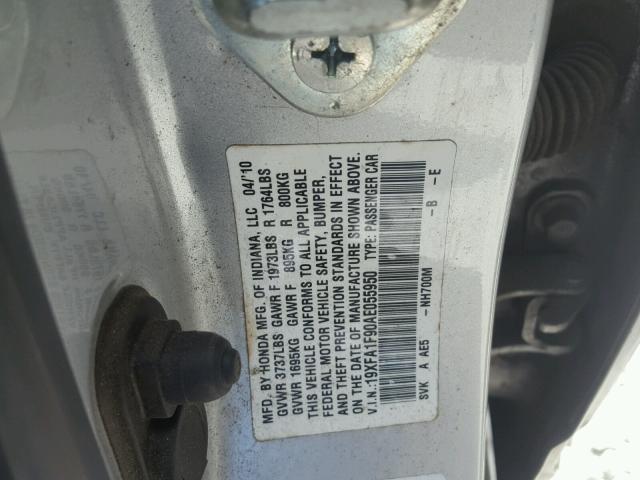 MFD. BY HONDA MFG. OF INDIANA, LLC 04/'10
GVWR 3737LBS GAWR F 1973LBS R 1764LBS
GVWR 1695KG GAWR F 895KG R 800KG
THIS VEHICLE CONFORMS TO ALL APPLICABLE
FEDERAL MOTOR VEHICLE SAFETY, BUMPER,
AND THEFT PREVENTION STANDARDS IN EFFECT
ON THE DATE OF MANUFACTURE SHOWN ABOVE.
V.I.N.:19XFA1F90AE055950 TYPE: PASSENGER CAR
SVK A AE5 -NH700M -B -E